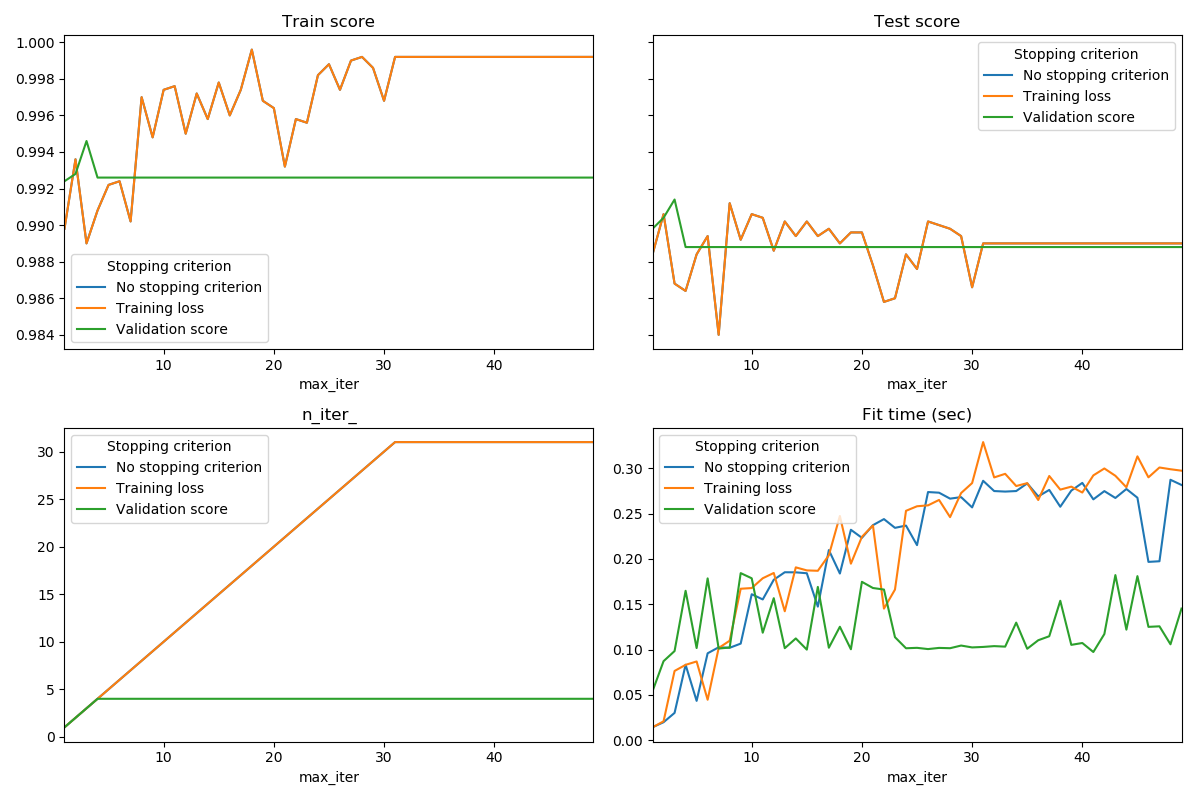 Train score
1.000
0.998
0.996
0.994
0.992
0.990
0.988
0.986
0.984
Stopping criterion
No stopping criterion
Training loss
Validation score
10
20
30
40
max_iter
Test score
Stopping criterion
No stopping criterion
Training loss
Validation score
10
20
30
40
max_iter
n_iter_
30
25
20
15
10
5
0
Stopping criterion
No stopping criterion
Training loss
Validation score
10
20
30
40
max_iter
Fit time (sec)
0.30
0.25
0.20
0.15
0.10
0.05
0.00
Stopping criterion
No stopping criterion
Training loss
Validation score
10
20
30
40
max_iter